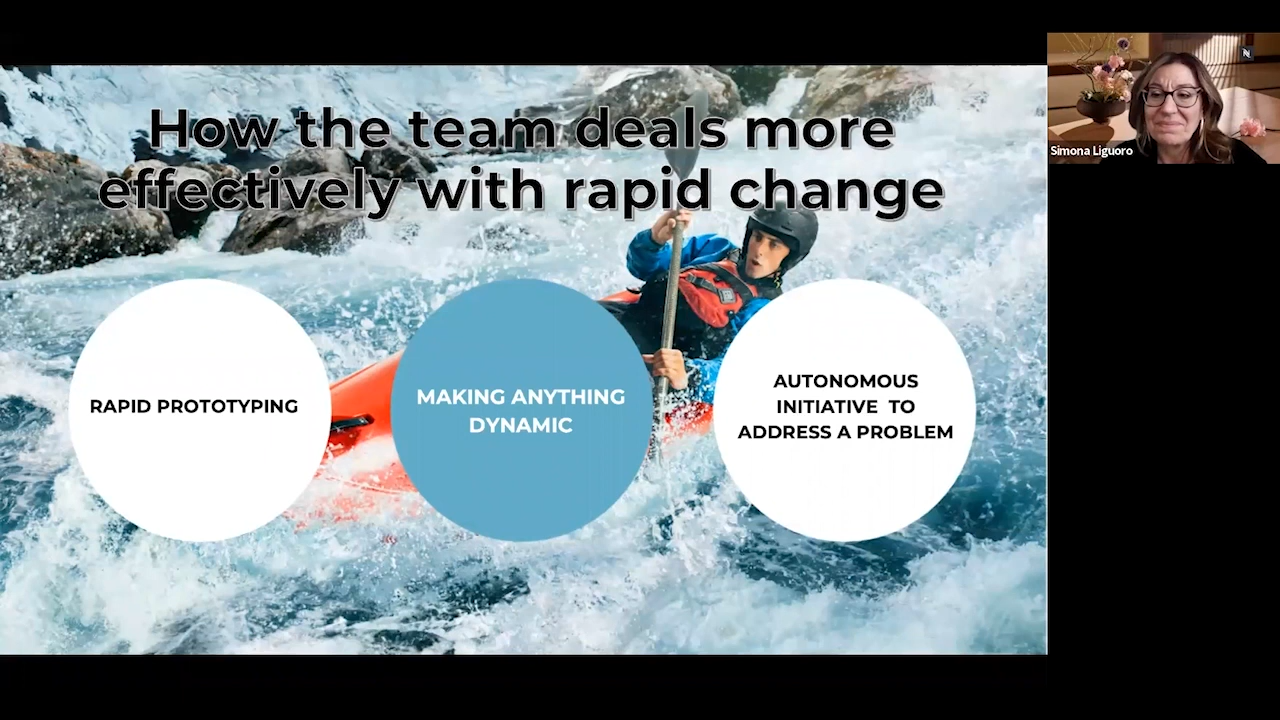 How the team deals more
effectively with rapid change
RAPID PROTOTYPING
MAKING ANYTHING
DYNAMIC
AUTONOMOUS
INITIATIVE TO
ADDRESS A PROBLEM
Simona Liguoro